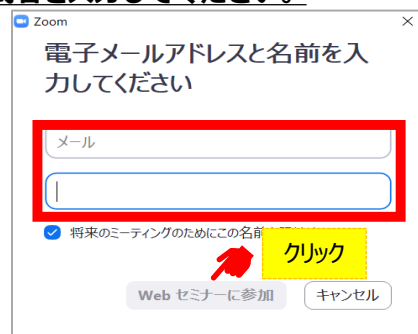 Zoom
電子メールアドレスと名前を入
力してください
メール
将来のミーティングのためにこの名前
クリック
Web セミナーに参加
キャンセル